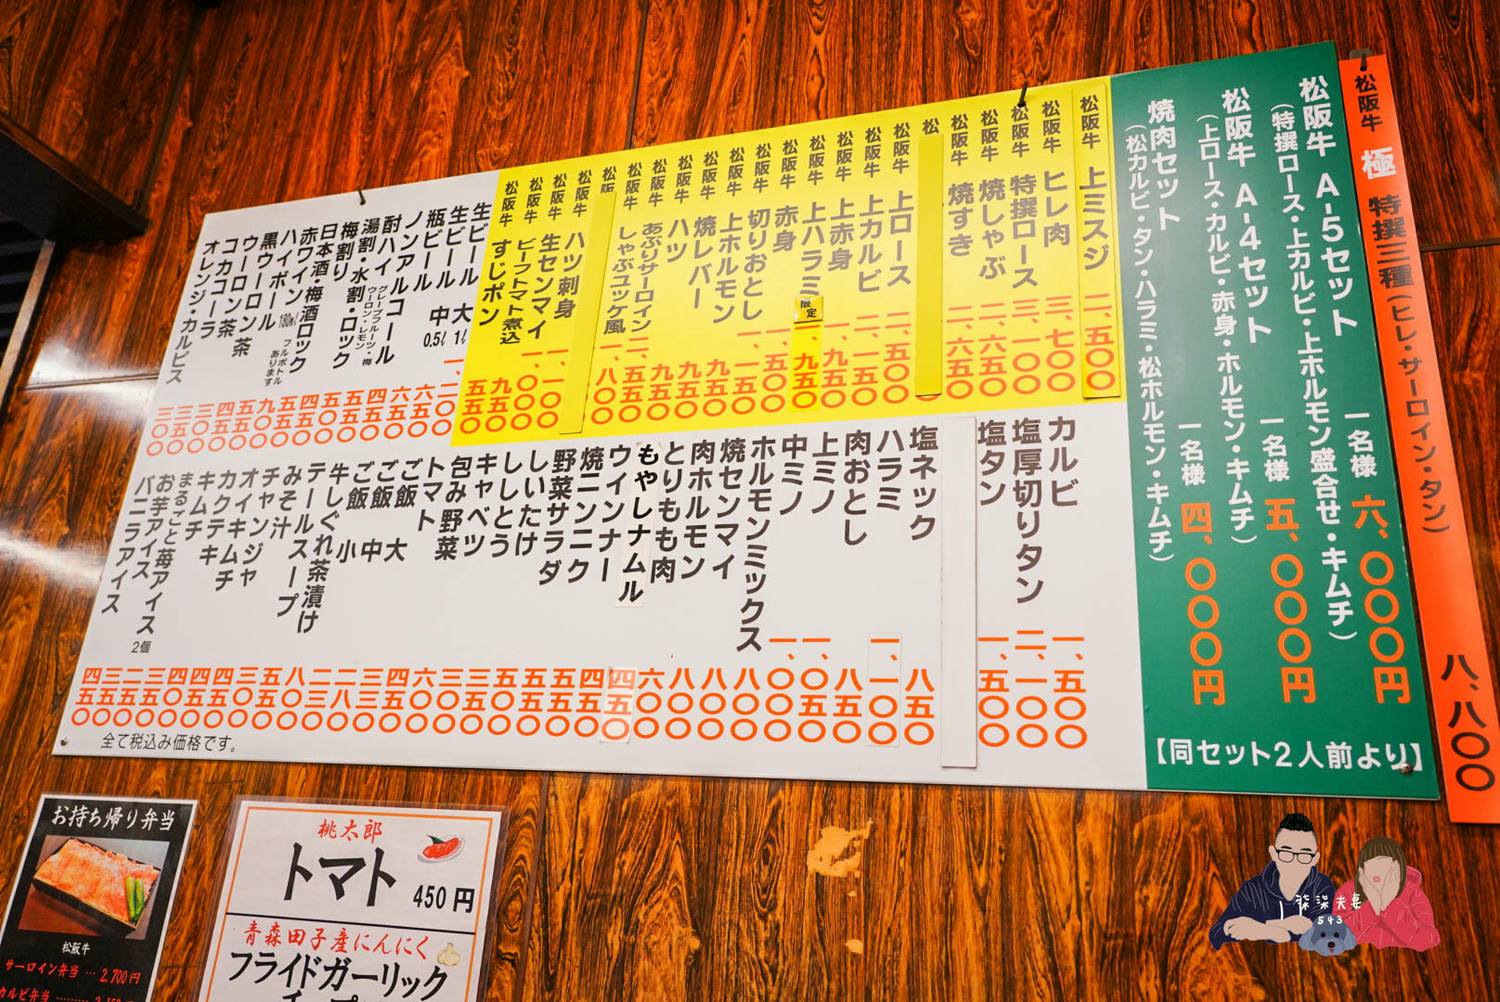 松阪牛 極 特撰三種(ヒレ・サーロイン・タン) 八、八〇〇
松阪牛 A-5セット 一名様 六、〇〇〇円
(特撰ロース・上カルビ・上ホルモン盛合せ・キムチ)
松阪牛 A-4セット 一名様 五、〇〇〇円
(上ロース・カルビ・赤身・ホルモン・キムチ)
焼肉セット 一名様 四、〇〇〇円
(松カルビ・タン・ハラミ・松ホルモン・キムチ)
【同セット2人前より】
松阪牛 上ミスジ 二、五〇〇
松阪牛 ヒレ肉 三、七〇〇
松阪牛 特撰ロース 三、一〇〇
松阪牛 焼しゃぶ 二、六五〇
松阪牛 焼すき 二、六五〇
松
松阪牛 上ロース 二、五〇〇
松阪牛 上カルビ 二、一五〇
松阪牛 上赤身 一、九五〇
松阪牛 上ハラミ 限定 一、九五〇
松阪牛 赤身 一、五〇〇
松阪牛 切りおとし 一、一五〇
松阪牛 上ホルモン 九五〇
松阪牛 焼レバー 九五〇
松阪牛 ハツ 九五〇
松阪牛 あぶりサーロイン 二、五五〇
松阪牛 しゃぶユッケ風 一、八〇〇
松阪
松阪牛 ハツ刺身 一、一〇〇
松阪牛 生センマイ 一、〇〇〇
松阪牛 ビーフトマト煮込 九五〇
松阪牛 すじポン 五五〇
生ビール 大 1ℓ 一、二〇〇
生ビール 中 0.5ℓ 六五〇
瓶ビール 六五〇
ノンアルコール 四五〇
酎ハイ グレープフルーツ・梅 ウーロン・レモン 五五〇
湯割・水割・ロック 五〇〇
梅割り 四五〇
日本酒・梅酒ロック 五五〇
赤ワイン 180㎖ フルボトルあります 九〇〇
ハイボール 五五〇
黒ウーロン茶 四五〇
ウーロン茶 三〇〇
コカコーラ 三五〇
オレンジ・カルピス 三〇〇
カルビ 一、五〇〇
塩厚切りタン 二、一〇〇
塩タン 一、五〇〇
塩ネック 八五〇
ハラミ 一、一〇〇
肉おとし 八五〇
上ミノ 一、〇五〇
中ミノ 一、〇〇〇
ホルモンミックス 八〇〇
焼センマイ 八〇〇
肉ホルモン 八〇〇
とりもも肉 六〇〇
もやしナムル 四五〇
ウインナー 四五〇
焼ニンニク 五五〇
野菜サラダ 五五〇
しいたけ 五五〇
ししとう 三五〇
キャベツ 三五〇
包み野菜 六〇〇
トマト 四五〇
ご飯 大 三三〇
ご飯 中 二八〇
ご飯 小 二三〇
牛しぐれ茶漬け 八〇〇
テールスープ 五五〇
みそ汁 三〇〇
チャンジャ 四五〇
オイキムチ 四五〇
カクテキ 四〇〇
キムチ 三五〇
まるごと苺アイス 二五〇
お芋アイス 2個 三五〇
バニラアイス 四五〇
全て税込み価格です。
お持ち帰り弁当
松阪牛
サーロイン弁当 … 2,700円
カルビ弁当
桃太郎
トマト 450円
青森田子産にんにく
フライドガーリック
柒柒夫妻
543